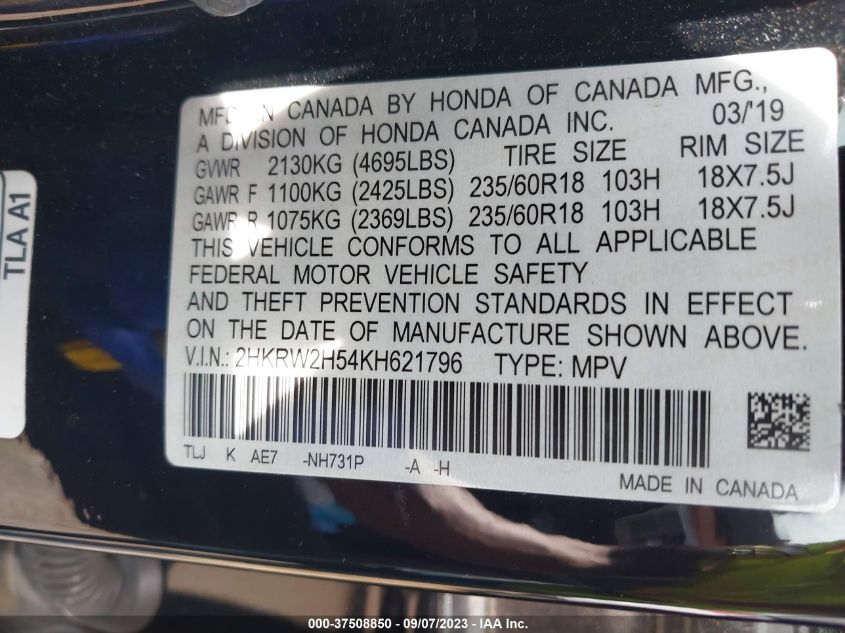 MFD IN CANADA BY HONDA OF CANADA MFG.,
A DIVISION OF HONDA CANADA INC. 03/'19
GVWR 2130KG (4695LBS) TIRE SIZE RIM SIZE
GAWR F 1100KG (2425LBS) 235/60R18 103H 18X7.5J
GAWR R 1075KG (2369LBS) 235/60R18 103H 18X7.5J
THIS VEHICLE CONFORMS TO ALL APPLICABLE
FEDERAL MOTOR VEHICLE SAFETY
AND THEFT PREVENTION STANDARDS IN EFFECT
ON THE DATE OF MANUFACTURE SHOWN ABOVE.
V.I.N.: 2HKRW2H54KH621796 TYPE: MPV
TLJ K AE7 -NH731P -A -H
MADE IN CANADA
TLA A1
000-37508850 - 09/07/2023 - IAA Inc.